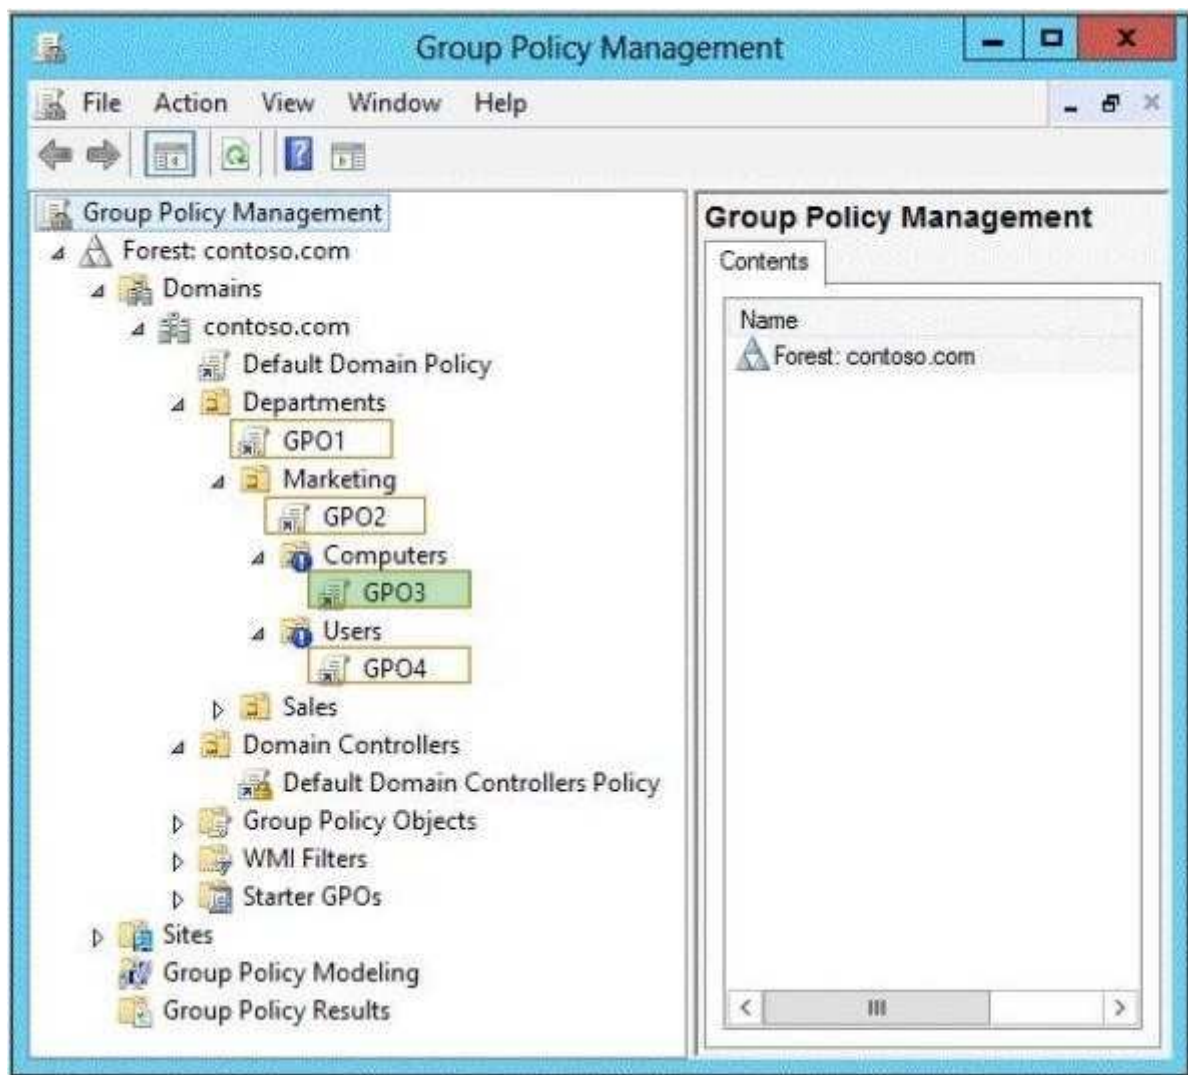 Group Policy Management
File Action View Window Help
Group Policy Management
Forest: contoso.com
Domains
contoso.com
Default Domain Policy
Departments
GPO1
Marketing
GPO2
Computers
GPO3
Users
GPO4
Sales
Domain Controllers
Default Domain Controllers Policy
Group Policy Objects
WMI Filters
Starter GPOs
Sites
Group Policy Modeling
Group Policy Results
Group Policy Management
Contents
Name
Forest: contoso.com